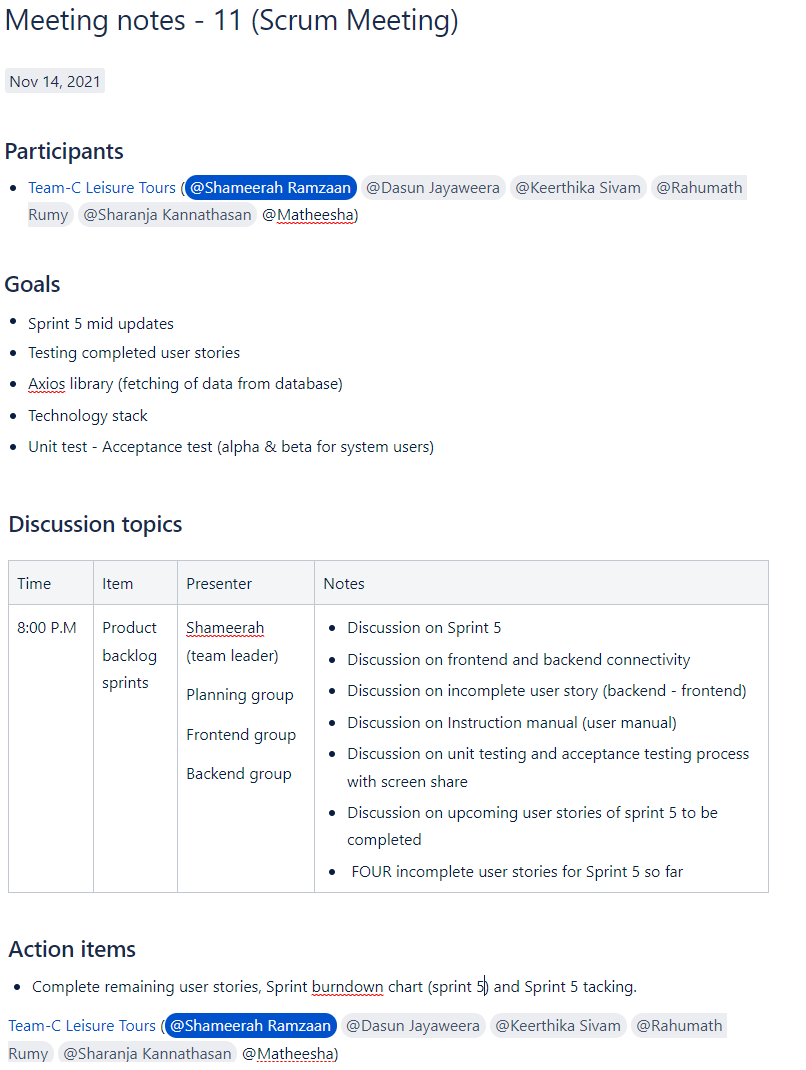 Meeting notes - 11 (Scrum Meeting)
Nov 14, 2021
Participants
• Team-C Leisure Tours (@Shameerah Ramzaan @Dasun Jayaweera @Keerthika Sivam @Rahumath
Rumy @Sharanja Kannathasan @Matheesha)
Goals
• Sprint 5 mid updates
• Testing completed user stories
• Axios library (fetching of data from database)
• Technology stack
• Unit test - Acceptance test (alpha & beta for system users)
Discussion topics
Time Item Presenter Notes
8:00 P.M
Product
backlog
sprints
Shameerah
(team leader)
Planning group
Frontend group
Backend group
• Discussion on Sprint 5
• Discussion on frontend and backend connectivity
• Discussion on incomplete user story (backend - frontend)
• Discussion on Instruction manual (user manual)
• Discussion on unit testing and acceptance testing process
with screen share
• Discussion on upcoming user stories of sprint 5 to be
completed
• FOUR incomplete user stories for Sprint 5 so far
Action items
• Complete remaining user stories, Sprint burndown chart (sprint 5) and Sprint 5 tacking.
Team-C Leisure Tours (@Shameerah Ramzaan @Dasun Jayaweera @Keerthika Sivam @Rahumath
Rumy @Sharanja Kannathasan @Matheesha)